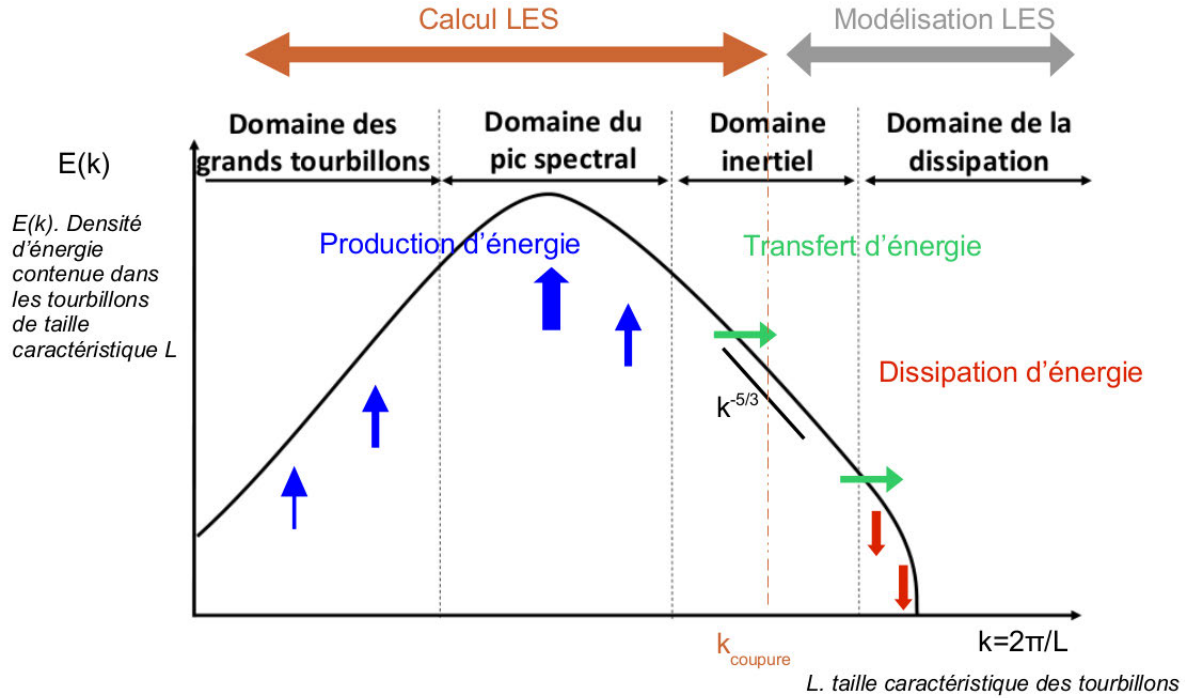 Calcul LES
Modélisation LES
Domaine des
grands tourbillons
Domaine du
pic spectral
Domaine
inertiel
Domaine de la
dissipation
E(k)
E(k). Densité
d'énergie
contenue dans
les tourbillons
de taille
caractéristique L
Production d'énergie
Transfert d'énergie
Dissipation d'énergie
k-5/3
kcoupure
k=2π/L
L. taille caractéristique des tourbillons